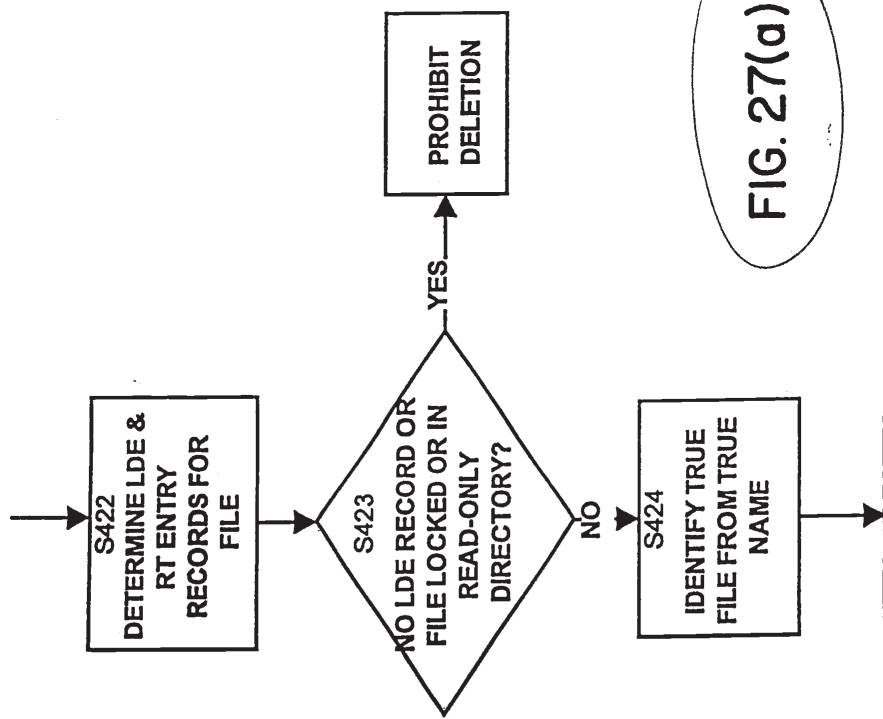 S422
DETERMINE LDE &
RT ENTRY
RECORDS FOR
FILE
S423
NO LDE RECORD OR
FILE LOCKED OR IN
READ-ONLY
DIRECTORY?
YES
PROHIBIT
DELETION
NO
S424
IDENTIFY TRUE
FILE FROM TRUE
NAME
FIG. 27(a)